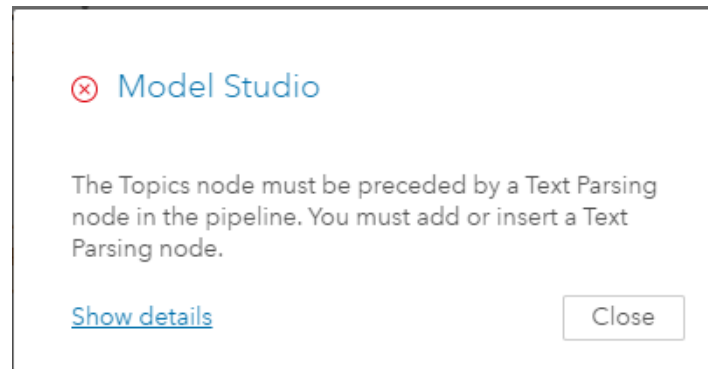 Model Studio
The Topics node must be preceded by a Text Parsing
node in the pipeline. You must add or insert a Text
Parsing node.
Show details
Close